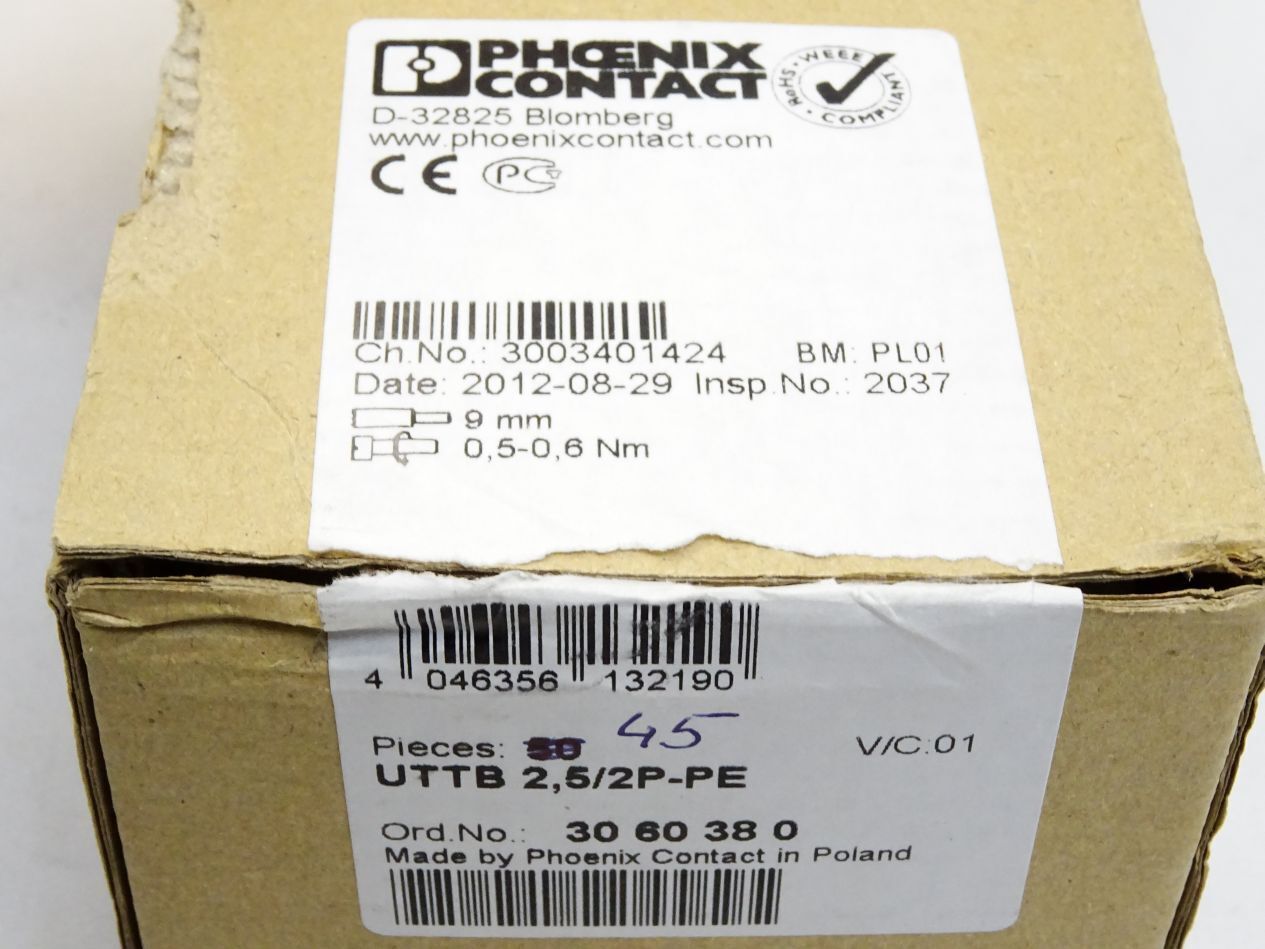 PHŒNIX
CONTACT
WEEE RoHS COMPLIANT
D-32825 Blomberg
www.phoenixcontact.com
CE PC
Ch.No.: 3003401424 BM: PL01
Date: 2012-08-29 Insp.No.: 2037
9 mm
0,5-0,6 Nm
4 046356 132190
Pieces: 50 45 V/C:01
UTTB 2,5/2P-PE
Ord.No.: 30 60 38 0
Made by Phoenix Contact in Poland